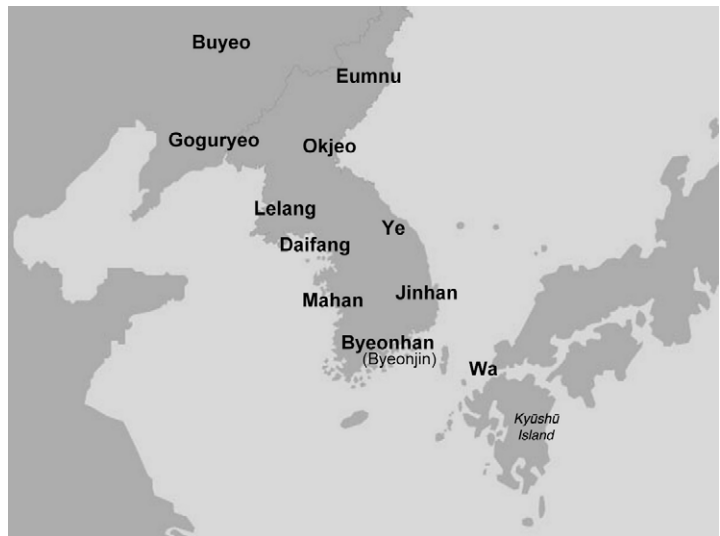 Buyeo
Eumnu
Goguryeo
Okjeo
Lelang
Ye
Daifang
Mahan
Jinhan
Byeonhan
(Byeonjin)
Wa
Kyūshū
Island